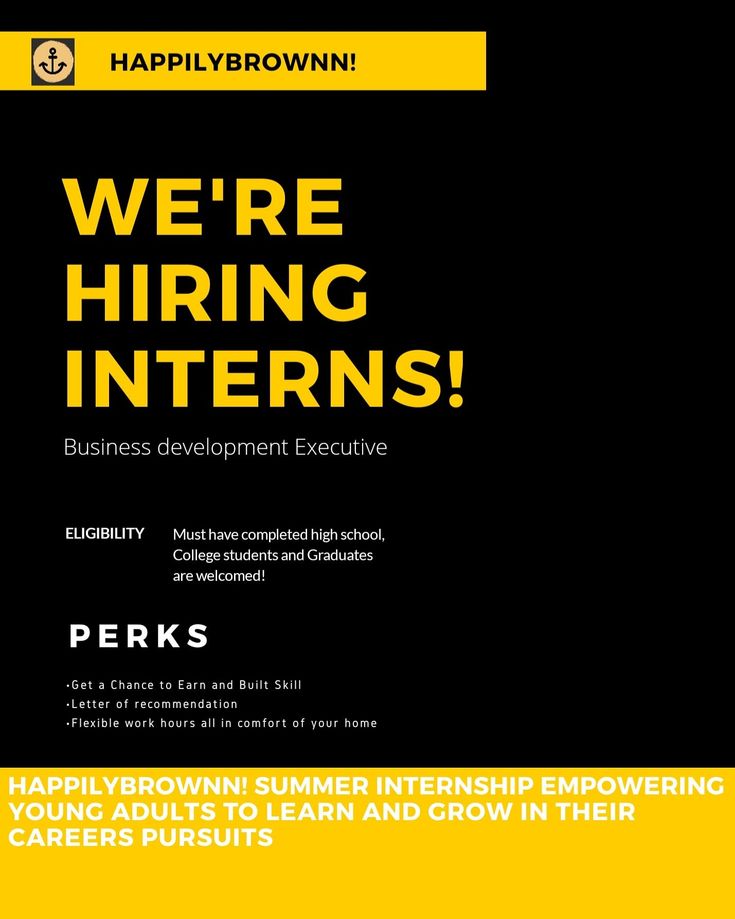 HAPPILYBROWNN!
WE'RE
HIRING
INTERNS!
Business development Executive
ELIGIBILITY
Must have completed high school,
College students and Graduates
are welcomed!
PERKS
•Get a Chance to Earn and Built Skill
•Letter of recommendation
•Flexible work hours all in comfort of your home
HAPPILYBROWNN! SUMMER INTERNSHIP EMPOWERING
YOUNG ADULTS TO LEARN AND GROW IN THEIR
CAREERS PURSUITS